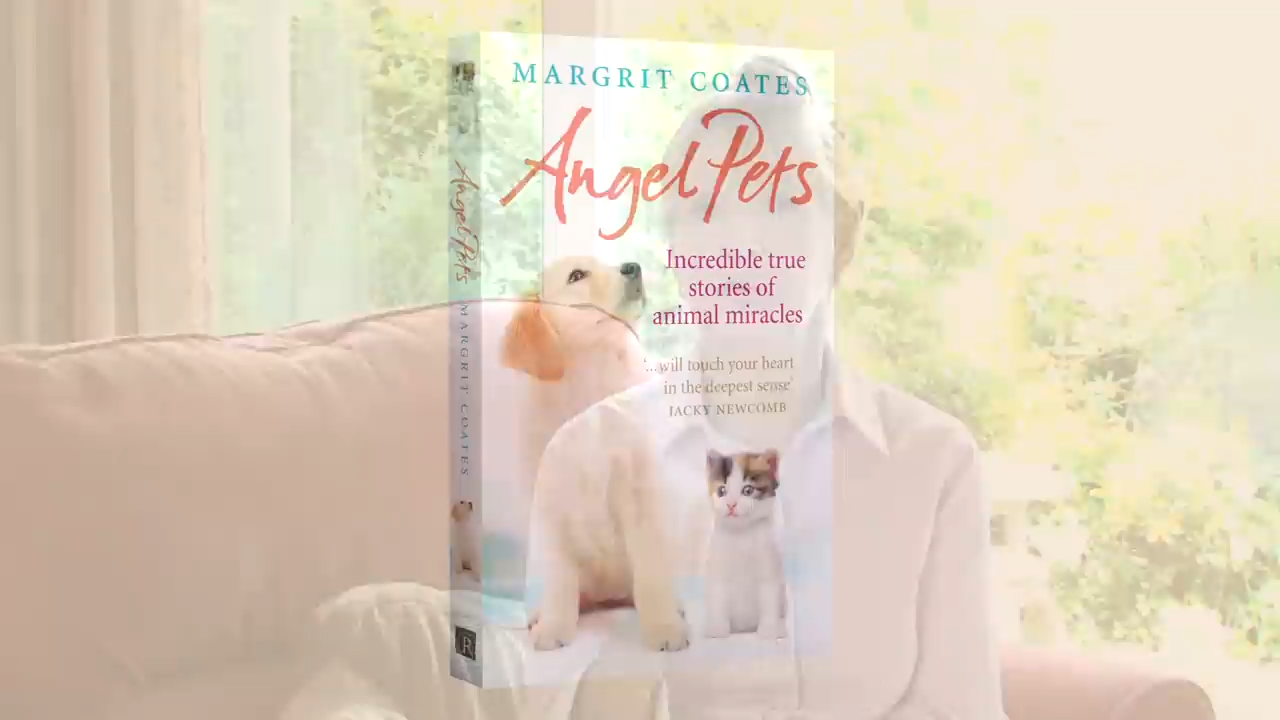 MARGRIT COATES
Angel Pets
Incredible true
stories of
animal miracles
'...will touch your heart
in the deepest sense'
JACKY NEWCOMB
Angel Pets MARGRIT COATES
R